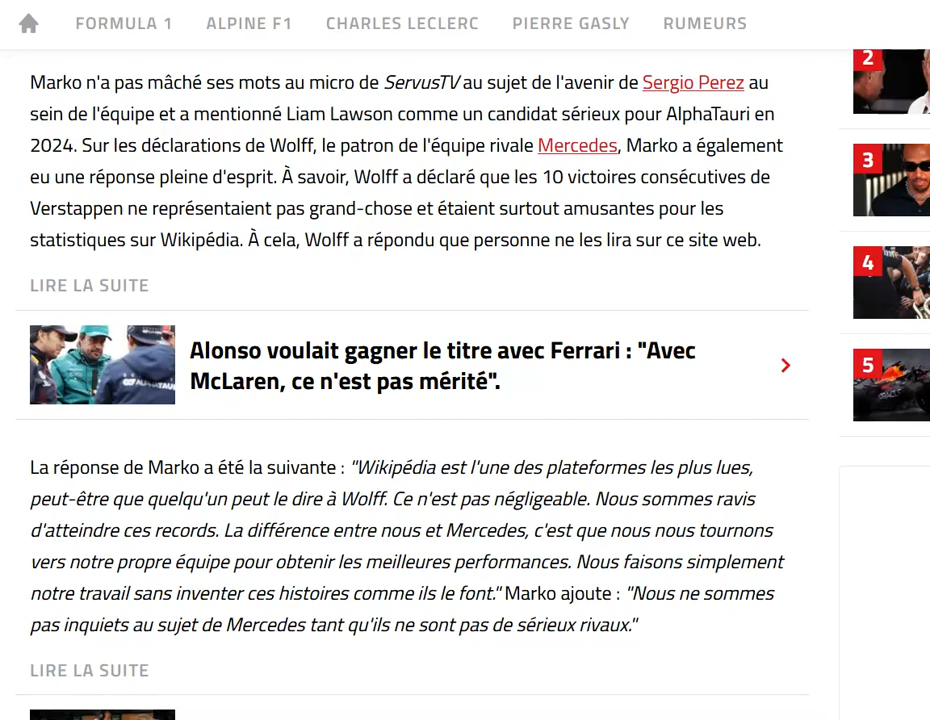 FORMULA 1 ALPINE F1 CHARLES LECLERC PIERRE GASLY RUMEURS
Marko n'a pas mâché ses mots au micro de ServusTV au sujet de l'avenir de Sergio Perez au
sein de l'équipe et a mentionné Liam Lawson comme un candidat sérieux pour AlphaTauri en
2024. Sur les déclarations de Wolff, le patron de l'équipe rivale Mercedes, Marko a également
eu une réponse pleine d'esprit. À savoir, Wolff a déclaré que les 10 victoires consécutives de
Verstappen ne représentaient pas grand-chose et étaient surtout amusantes pour les
statistiques sur Wikipédia. À cela, Wolff a répondu que personne ne les lira sur ce site web.
LIRE LA SUITE
Alonso voulait gagner le titre avec Ferrari : "Avec
McLaren, ce n'est pas mérité".
La réponse de Marko a été la suivante : "Wikipédia est l'une des plateformes les plus lues,
peut-être que quelqu'un peut le dire à Wolff. Ce n'est pas négligeable. Nous sommes ravis
d'atteindre ces records. La différence entre nous et Mercedes, c'est que nous nous tournons
vers notre propre équipe pour obtenir les meilleures performances. Nous faisons simplement
notre travail sans inventer ces histoires comme ils le font." Marko ajoute : "Nous ne sommes
pas inquiets au sujet de Mercedes tant qu'ils ne sont pas de sérieux rivaux."
LIRE LA SUITE
2
3
4
5